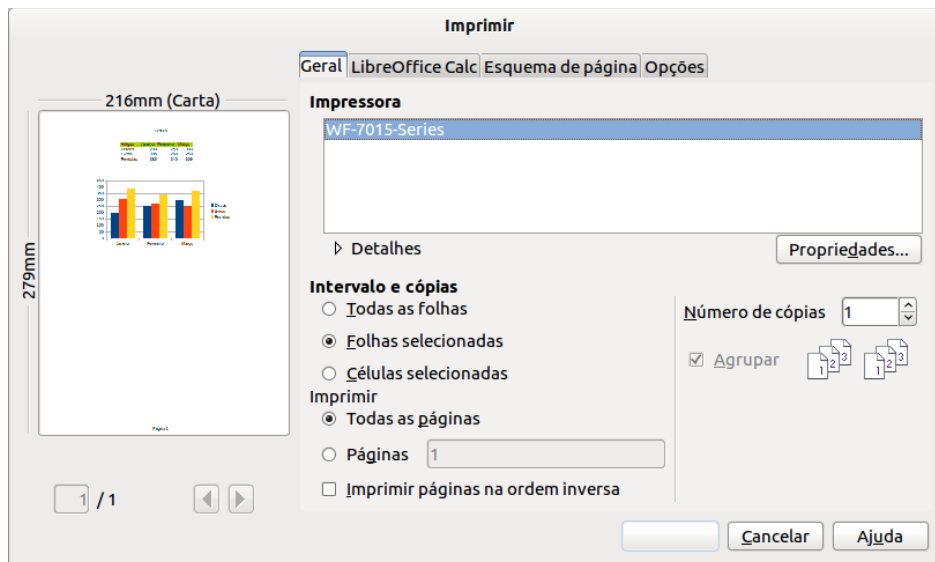 Imprimir
Geral LibreOffice Calc Esquema de página Opções
216mm (Carta)
279mm
Página 1
1 / 1
Impressora
WF-7015-Series
Detalhes
Propriedades...
Intervalo e cópias
Todas as folhas
Folhas selecionadas
Células selecionadas
Número de cópias 1
Agrupar
1 2 3 1 2 3
Imprimir
Todas as páginas
Páginas 1
Imprimir páginas na ordem inversa
Cancelar Ajuda